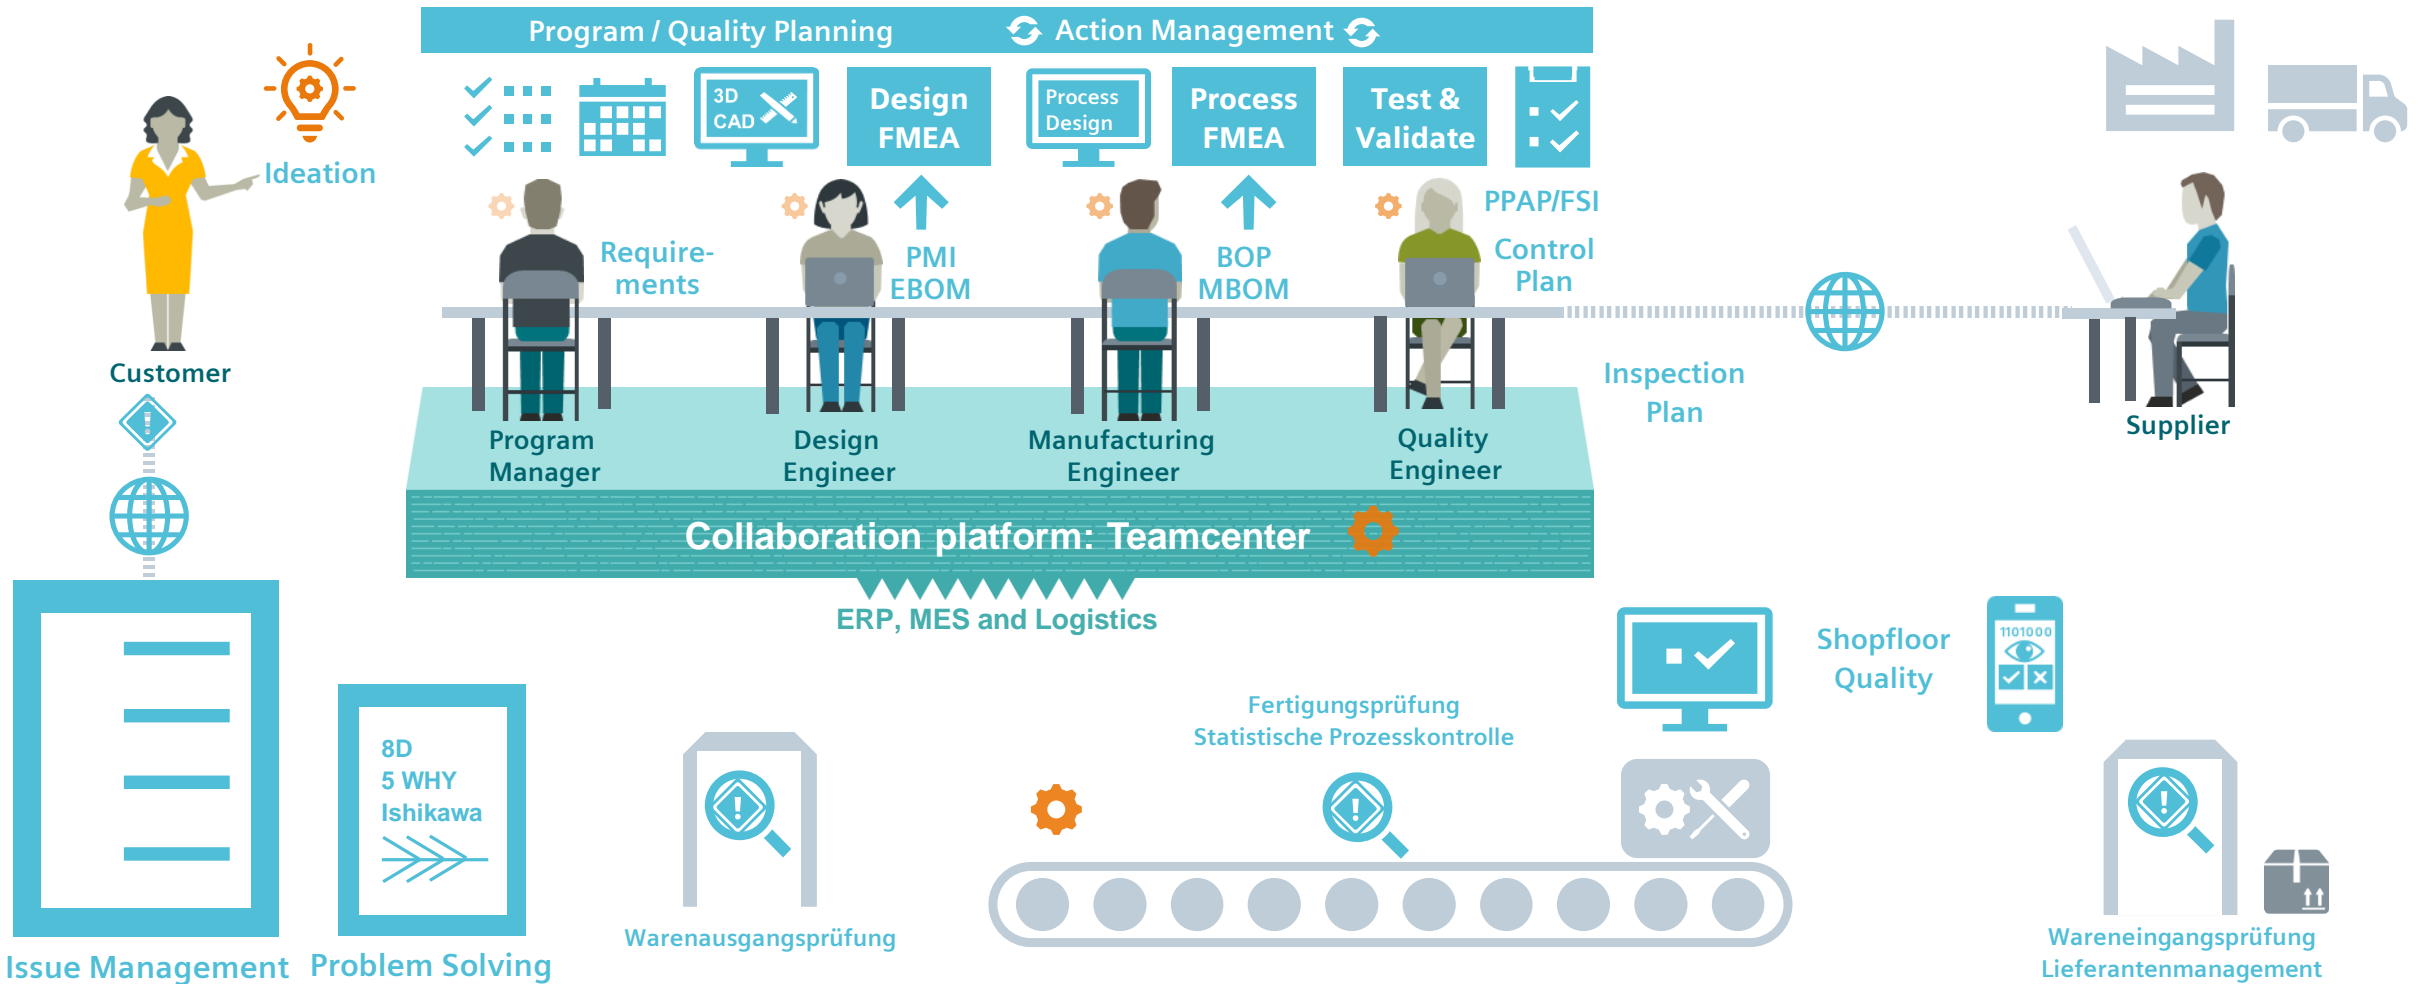 Program / Quality Planning
Action Management
Ideation
3D
CAD
Design
FMEA
Process
Design
Process
FMEA
Test &
Validate
PPAP/FSI
Control
Plan
Require-
ments
PMI
EBOM
BOP
MBOM
Customer
Inspection
Plan
Supplier
Program
Manager
Design
Engineer
Manufacturing
Engineer
Quality
Engineer
Collaboration platform: Teamcenter
ERP, MES and Logistics
Shopfloor
Quality
1101000
Fertigungsprüfung
Statistische Prozesskontrolle
8D
5 WHY
Ishikawa
Warenausgangsprüfung
Wareneingangsprüfung
Lieferantenmanagement
Issue Management
Problem Solving